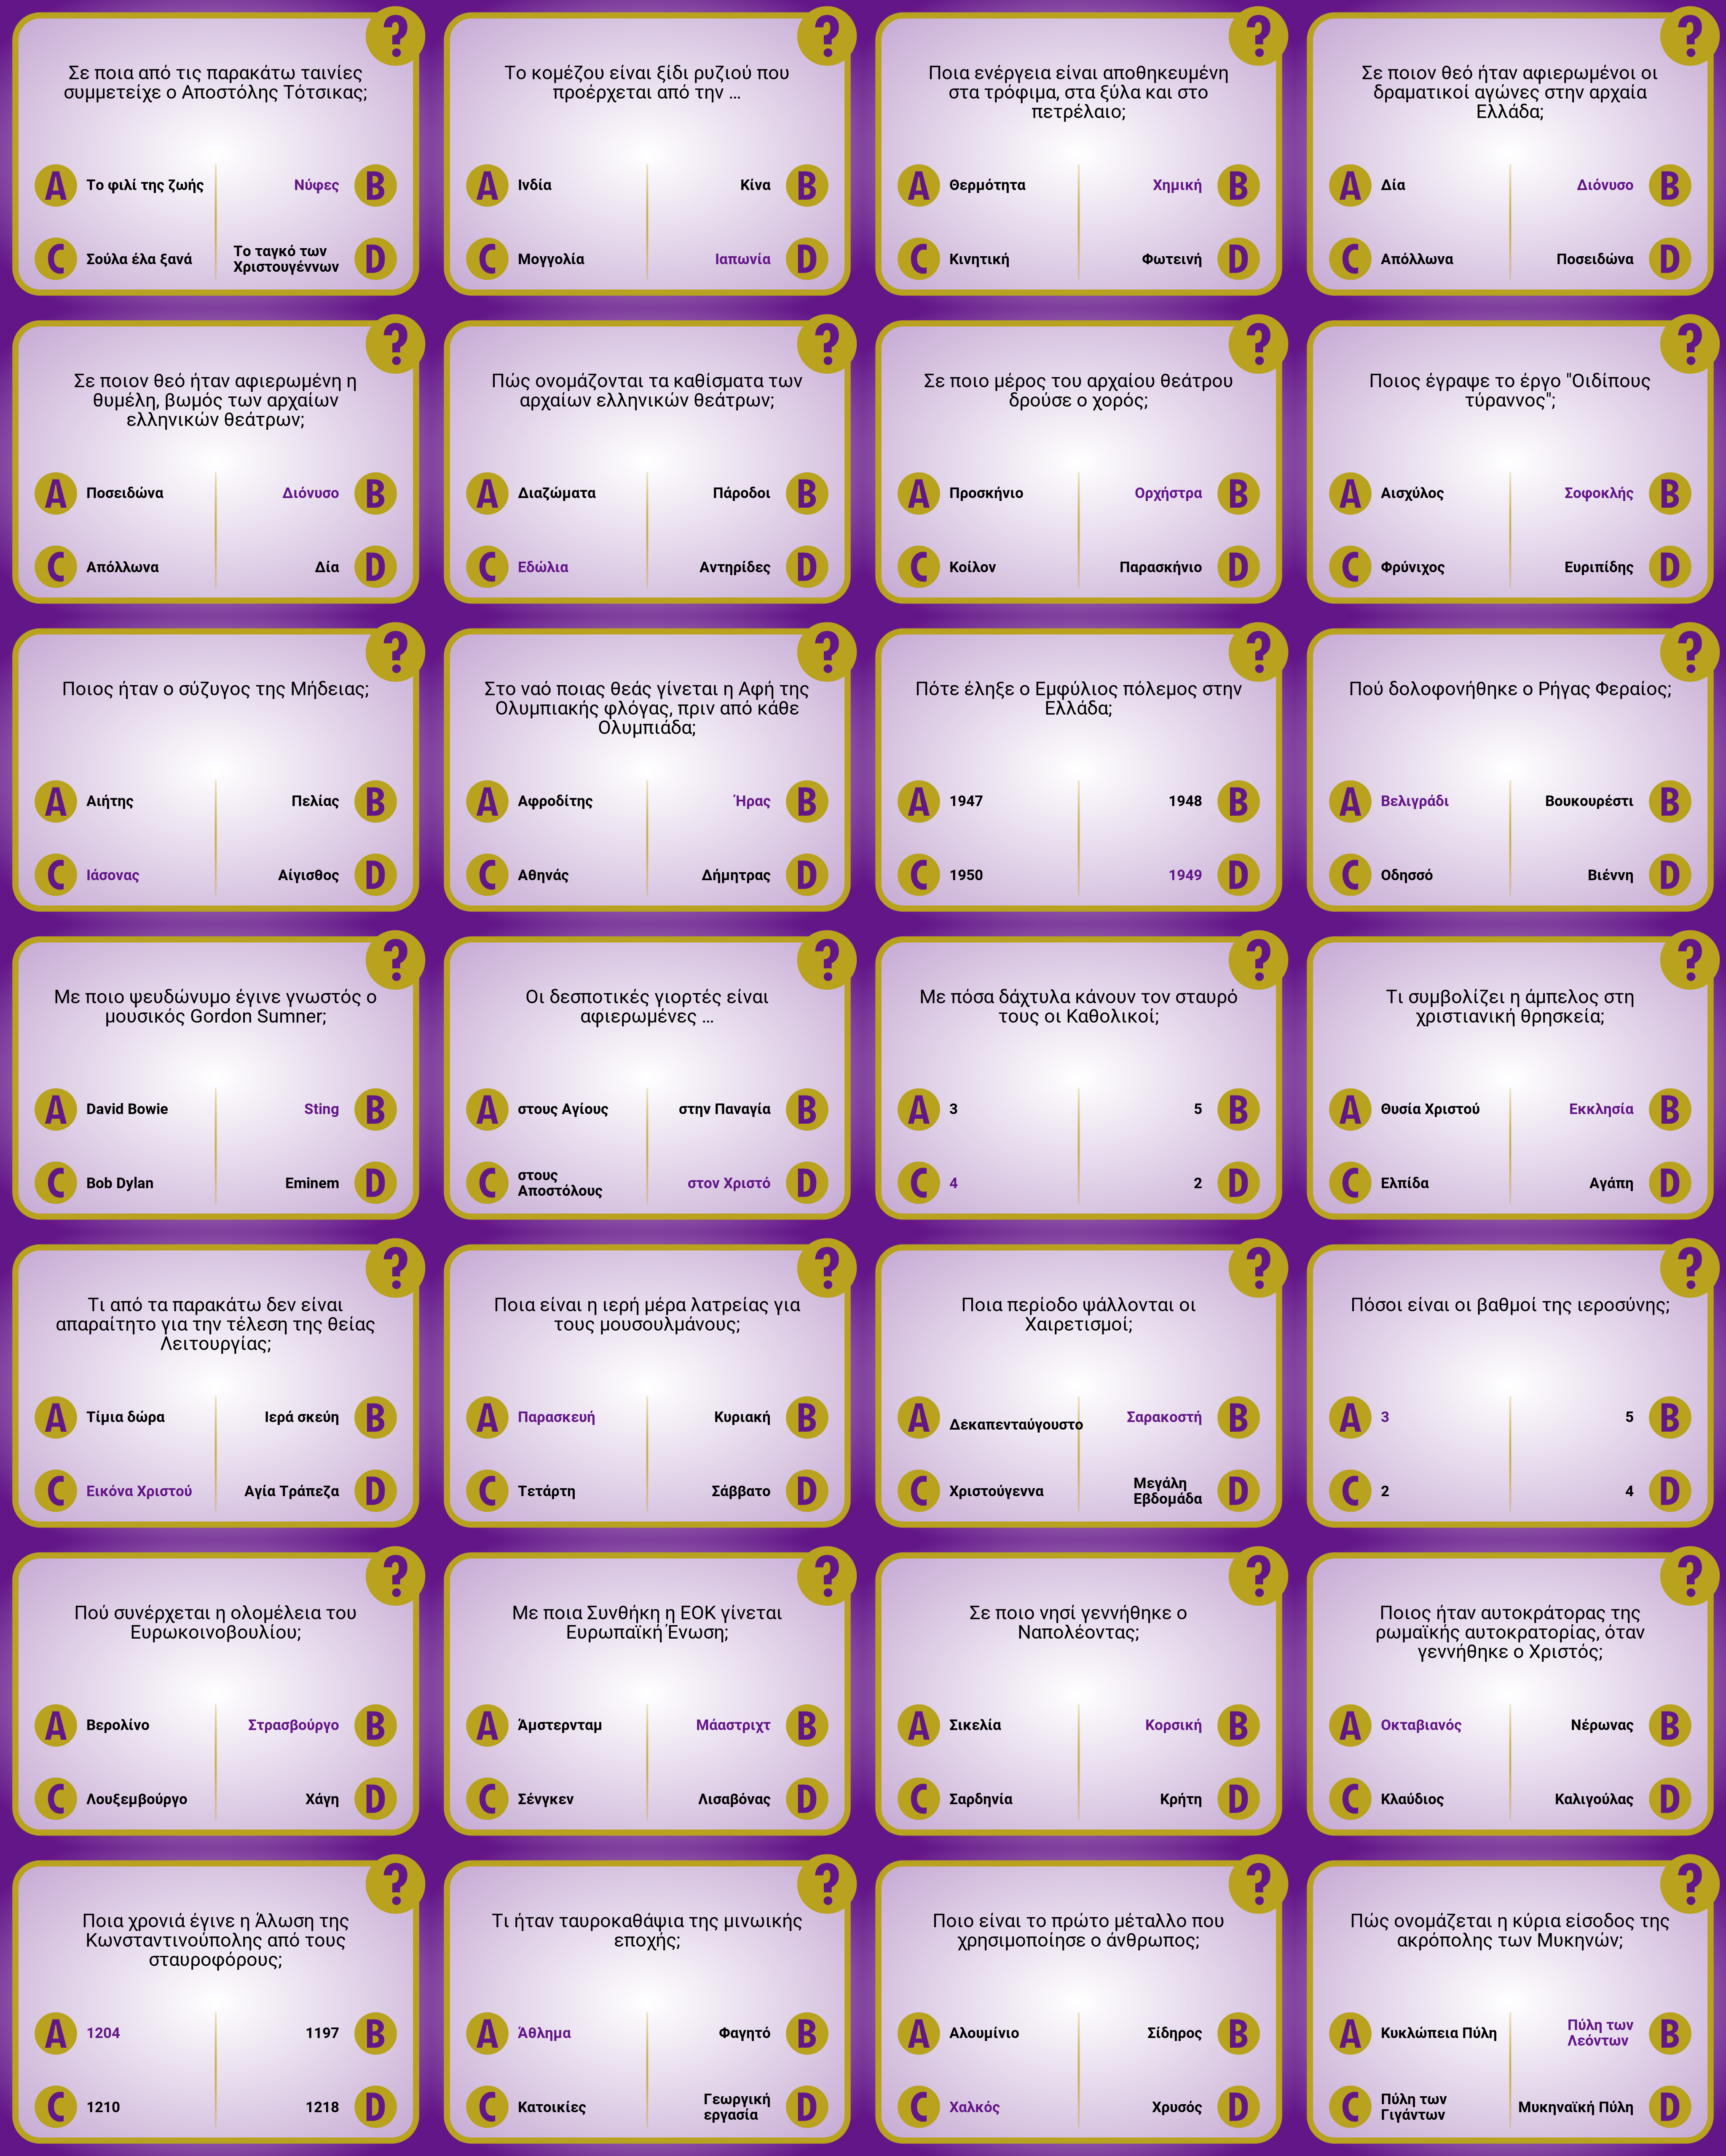 ?
Σε ποια από τις παρακάτω ταινίες
συμμετείχε ο Αποστόλης Τότσικας;
A Το φιλί της ζωής
Νύφες B
C Σούλα έλα ξανά
Το ταγκό των
Χριστουγέννων D
?
Το κομέζου είναι ξίδι ρυζιού που
προέρχεται από την ...
A Ινδία
Κίνα B
C Μογγολία
Ιαπωνία D
?
Ποια ενέργεια είναι αποθηκευμένη
στα τρόφιμα, στα ξύλα και στο
πετρέλαιο;
A Θερμότητα
Χημική B
C Κινητική
Φωτεινή D
?
Σε ποιον θεό ήταν αφιερωμένοι οι
δραματικοί αγώνες στην αρχαία
Ελλάδα;
A Δία
Διόνυσο B
C Απόλλωνα
Ποσειδώνα D
?
Σε ποιον θεό ήταν αφιερωμένη η
θυμέλη, βωμός των αρχαίων
ελληνικών θεάτρων;
A Ποσειδώνα
Διόνυσο B
C Απόλλωνα
Δία D
?
Πώς ονομάζονται τα καθίσματα των
αρχαίων ελληνικών θεάτρων;
A Διαζώματα
Πάροδοι B
C Εδώλια
Αντηρίδες D
?
Σε ποιο μέρος του αρχαίου θεάτρου
δρούσε ο χορός;
A Προσκήνιο
Ορχήστρα B
C Κοίλον
Παρασκήνιο D
?
Ποιος έγραψε το έργο "Οιδίπους
τύραννος";
A Αισχύλος
Σοφοκλής B
C Φρύνιχος
Ευριπίδης D
?
Ποιος ήταν ο σύζυγος της Μήδειας;
A Αιήτης
Πελίας B
C Ιάσονας
Αίγισθος D
?
Στο ναό ποιας θεάς γίνεται η Αφή της
Ολυμπιακής φλόγας, πριν από κάθε
Ολυμπιάδα;
A Αφροδίτης
Ήρας B
C Αθηνάς
Δήμητρας D
?
Πότε έληξε ο Εμφύλιος πόλεμος στην
Ελλάδα;
A 1947
1948 B
C 1950
1949 D
?
Πού δολοφονήθηκε ο Ρήγας Φεραίος;
A Βελιγράδι
Βουκουρέστι B
C Οδησσό
Βιέννη D
?
Με ποιο ψευδώνυμο έγινε γνωστός ο
μουσικός Gordon Sumner;
A David Bowie
Sting B
C Bob Dylan
Eminem D
?
Οι δεσποτικές γιορτές είναι
αφιερωμένες ...
A στους Αγίους
στην Παναγία B
C στους
Αποστόλους
στον Χριστό D
?
Με πόσα δάχτυλα κάνουν τον σταυρό
τους οι Καθολικοί;
A 3
5 B
C 4
2 D
?
Τι συμβολίζει η άμπελος στη
χριστιανική θρησκεία;
A Θυσία Χριστού
Εκκλησία B
C Ελπίδα
Αγάπη D
?
Τι από τα παρακάτω δεν είναι
απαραίτητο για την τέλεση της θείας
Λειτουργίας;
A Τίμια δώρα
Ιερά σκεύη B
C Εικόνα Χριστού
Αγία Τράπεζα D
?
Ποια είναι η ιερή μέρα λατρείας για
τους μουσουλμάνους;
A Παρασκευή
Κυριακή B
C Τετάρτη
Σάββατο D
?
Ποια περίοδο ψάλλονται οι
Χαιρετισμοί;
A Δεκαπενταύγουστο
Σαρακοστή B
C Χριστούγεννα
Μεγάλη
Εβδομάδα D
?
Πόσοι είναι οι βαθμοί της ιεροσύνης;
A 3
5 B
C 2
4 D
?
Πού συνέρχεται η ολομέλεια του
Ευρωκοινοβουλίου;
A Βερολίνο
Στρασβούργο B
C Λουξεμβούργο
Χάγη D
?
Με ποια Συνθήκη η ΕΟΚ γίνεται
Ευρωπαϊκή Ένωση;
A Άμστερνταμ
Μάαστριχτ B
C Σένγκεν
Λισαβόνας D
?
Σε ποιο νησί γεννήθηκε ο
Ναπολέοντας;
A Σικελία
Κορσική B
C Σαρδηνία
Κρήτη D
?
Ποιος ήταν αυτοκράτορας της
ρωμαϊκής αυτοκρατορίας, όταν
γεννήθηκε ο Χριστός;
A Οκταβιανός
Νέρωνας B
C Κλαύδιος
Καλιγούλας D
?
Ποια χρονιά έγινε η Άλωση της
Κωνσταντινούπολης από τους
σταυροφόρους;
A 1204
1197 B
C 1210
1218 D
?
Τι ήταν ταυροκαθάψια της μινωικής
εποχής;
A Άθλημα
Φαγητό B
C Κατοικίες
Γεωργική
εργασία D
?
Ποιο είναι το πρώτο μέταλλο που
χρησιμοποίησε ο άνθρωπος;
A Αλουμίνιο
Σίδηρος B
C Χαλκός
Χρυσός D
?
Πώς ονομάζεται η κύρια είσοδος της
ακρόπολης των Μυκηνών;
A Κυκλώπεια Πύλη
Πύλη των
Λεόντων B
C Πύλη των
Γιγάντων
Μυκηναϊκή Πύλη D